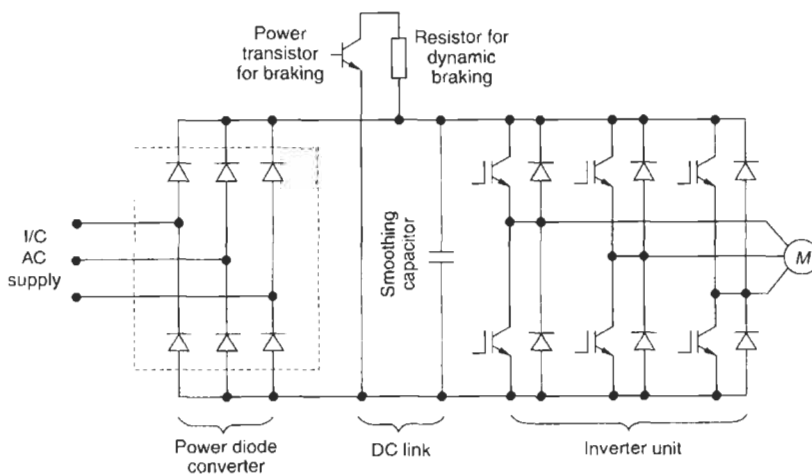 Power
transistor
for braking
Resistor for
dynamic
braking
I/C
AC
supply
Smoothing
capacitor
M
Power diode
converter
DC link
Inverter unit